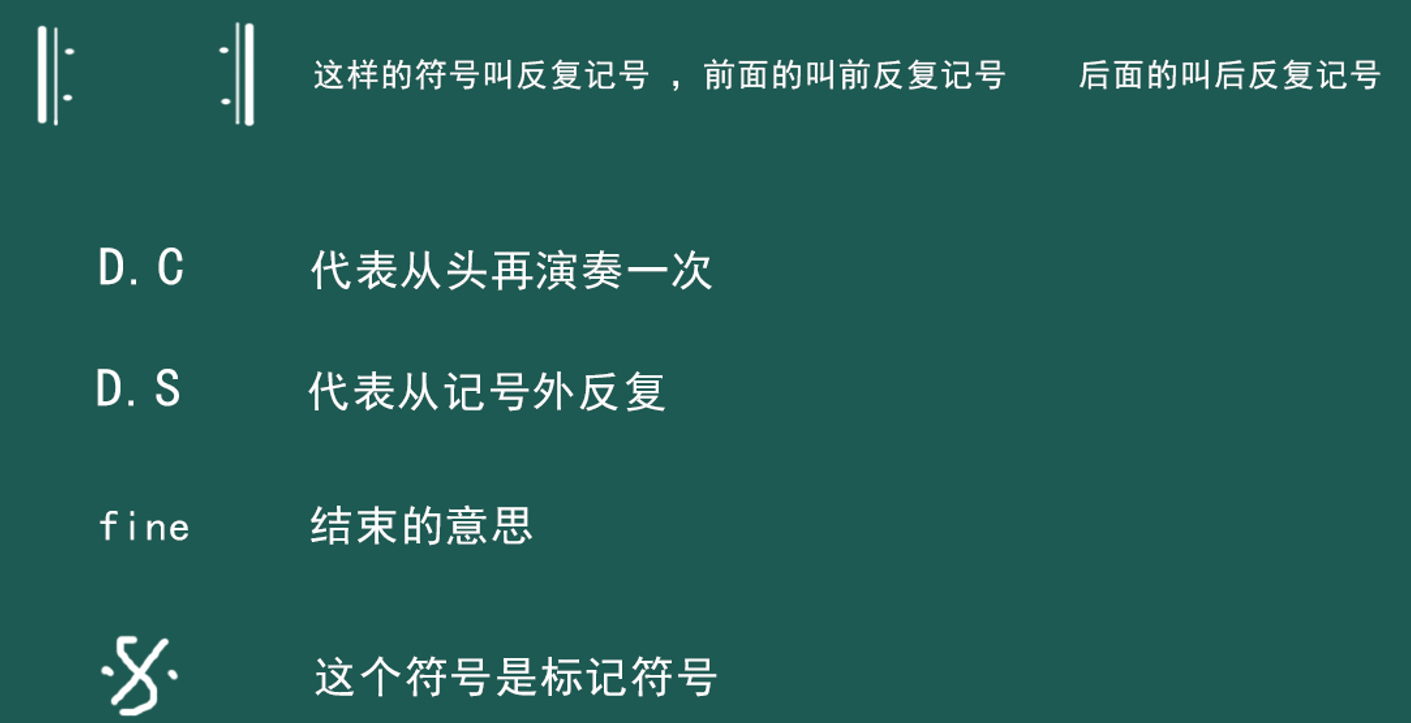 这样的符号叫反复记号 ，前面的叫前反复记号 后面的叫后反复记号
D.C 代表从头再演奏一次
D.S 代表从记号外反复
fine 结束的意思
这个符号是标记符号